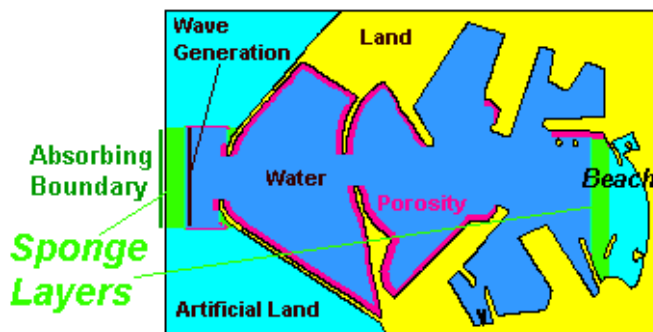 Wave
Generation
Land
Absorbing
Boundary
Water
Beach
Porosity
Sponge
Layers
Artificial Land